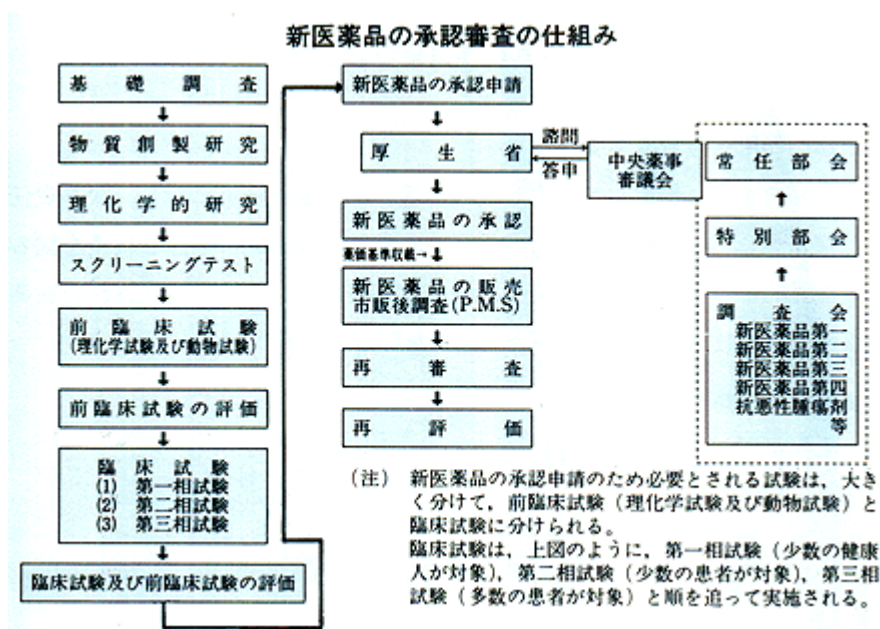 新医薬品の承認審査の仕組み
基礎調査
物質創製研究
理化学的研究
スクリーニングテスト
前臨床試験
(理化学試験及び動物試験)
前臨床試験の評価
臨床試験
(1) 第一相試験
(2) 第二相試験
(3) 第三相試験
臨床試験及び前臨床試験の評価
新医薬品の承認申請
厚生省
諮問
答申
中央薬事
審議会
新医薬品の承認
薬価基準収載→
新医薬品の販売
市販後調査(P.M.S)
再審査
再評価
常任部会
特別部会
調査会
新医薬品第一
新医薬品第二
新医薬品第三
新医薬品第四
抗悪性腫瘍剤
等
(注) 新医薬品の承認申請のため必要とされる試験は，大き
く分けて，前臨床試験（理化学試験及び動物試験）と
臨床試験に分けられる。
臨床試験は，上図のように，第一相試験（少数の健康
人が対象），第二相試験（少数の患者が対象），第三相
試験（多数の患者が対象）と順を追って実施される。